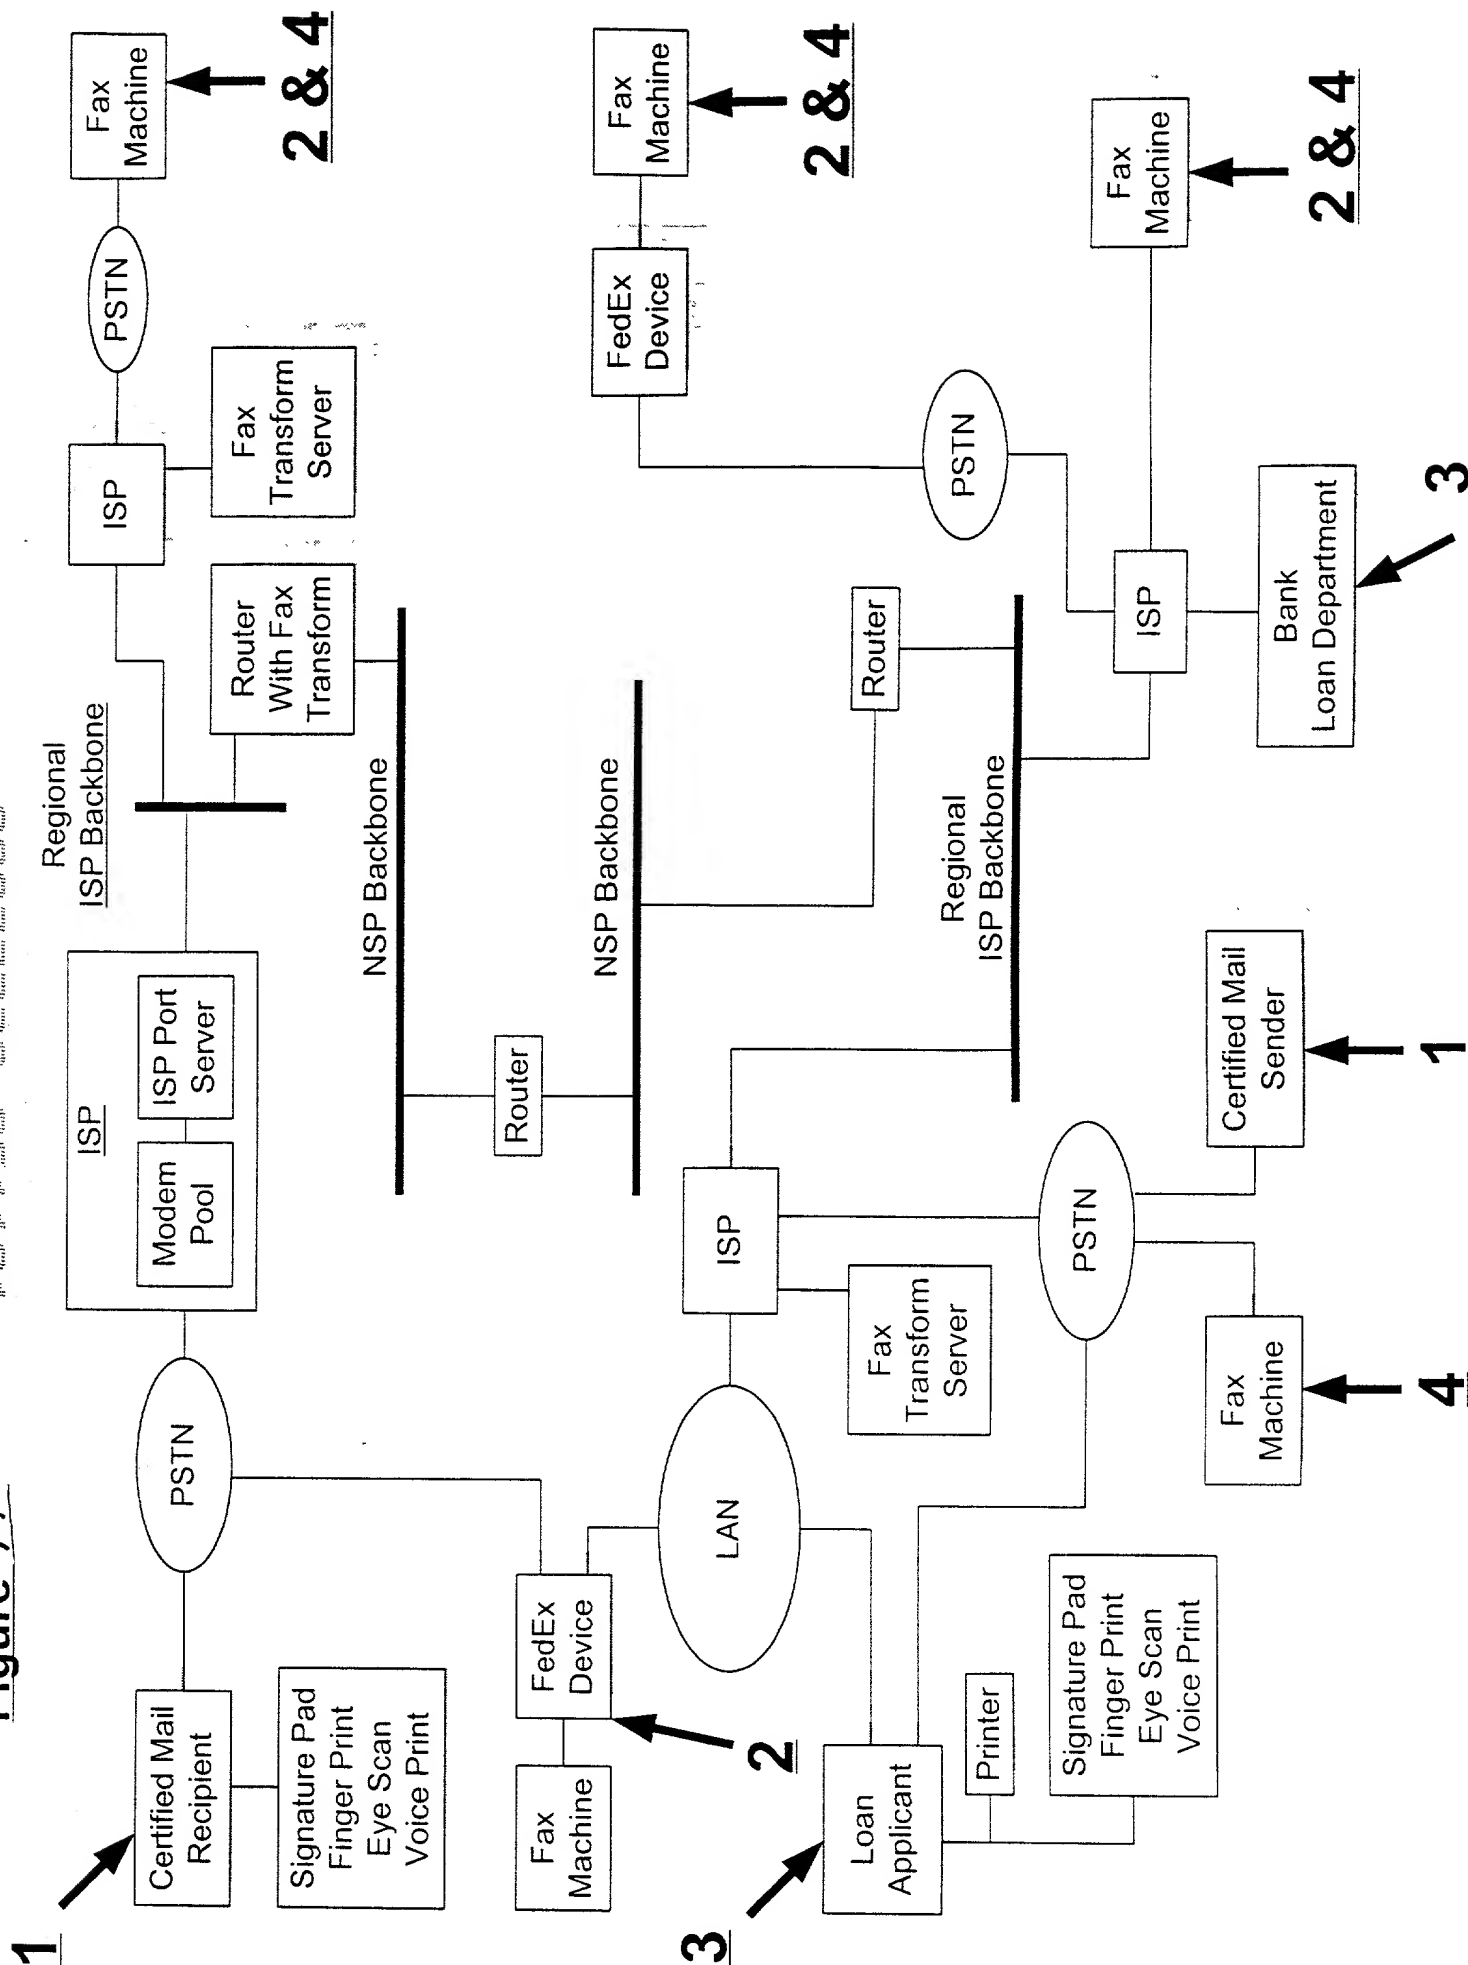 Figure
1
Certified Mail
Recipient
Signature Pad
Finger Print
Eye Scan
Voice Print
PSTN
ISP
Modem
Pool
ISP Port
Server
Regional
ISP Backbone
ISP
PSTN
Fax
Machine
2 & 4
Fax
Transform
Server
Router
With Fax
Transform
NSP Backbone
Router
NSP Backbone
Fax
Machine
FedEx
Device
2
LAN
FedEx
Device
Fax
Machine
2 & 4
PSTN
Router
Regional
ISP Backbone
ISP
Fax
Transform
Server
3
Loan
Applicant
Printer
Signature Pad
Finger Print
Eye Scan
Voice Print
PSTN
Fax
Machine
4
Certified Mail
Sender
1
ISP
Fax
Machine
2 & 4
Bank
Loan Department
3